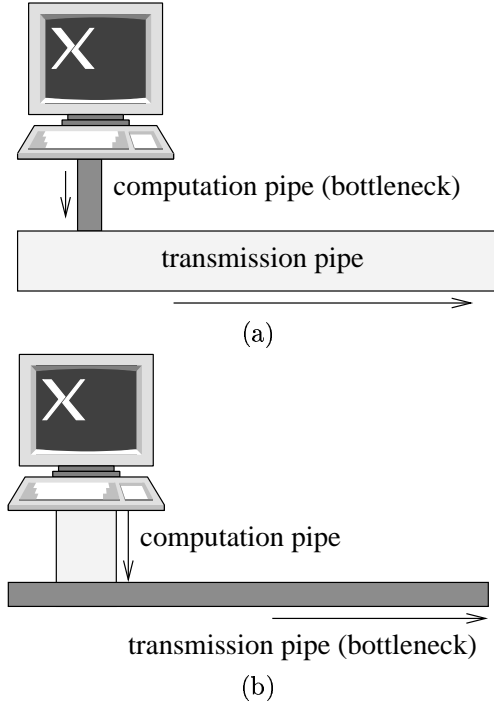 X
computation pipe (bottleneck)
transmission pipe
(a)
X
computation pipe
transmission pipe (bottleneck)
(b)